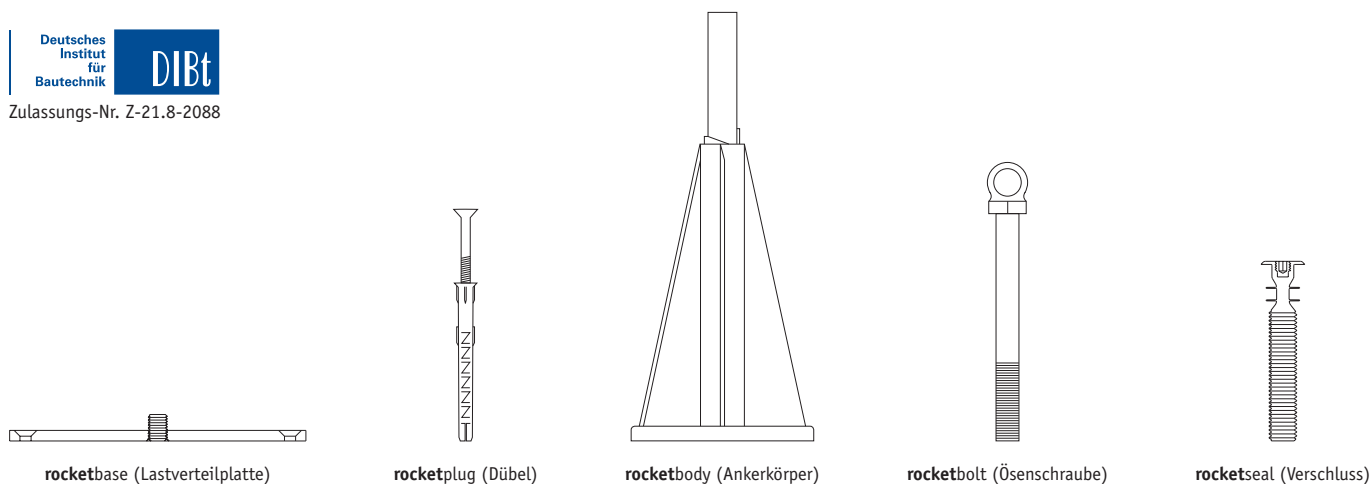 Deutsches
Institut
für
Bautechnik
DIBt
Zulassungs-Nr. Z-21.8-2088
rocketbase (Lastverteilplatte)
rocketplug (Dübel)
rocketbody (Ankerkörper)
rocketbolt (Ösenschraube)
rocketseal (Verschluss)